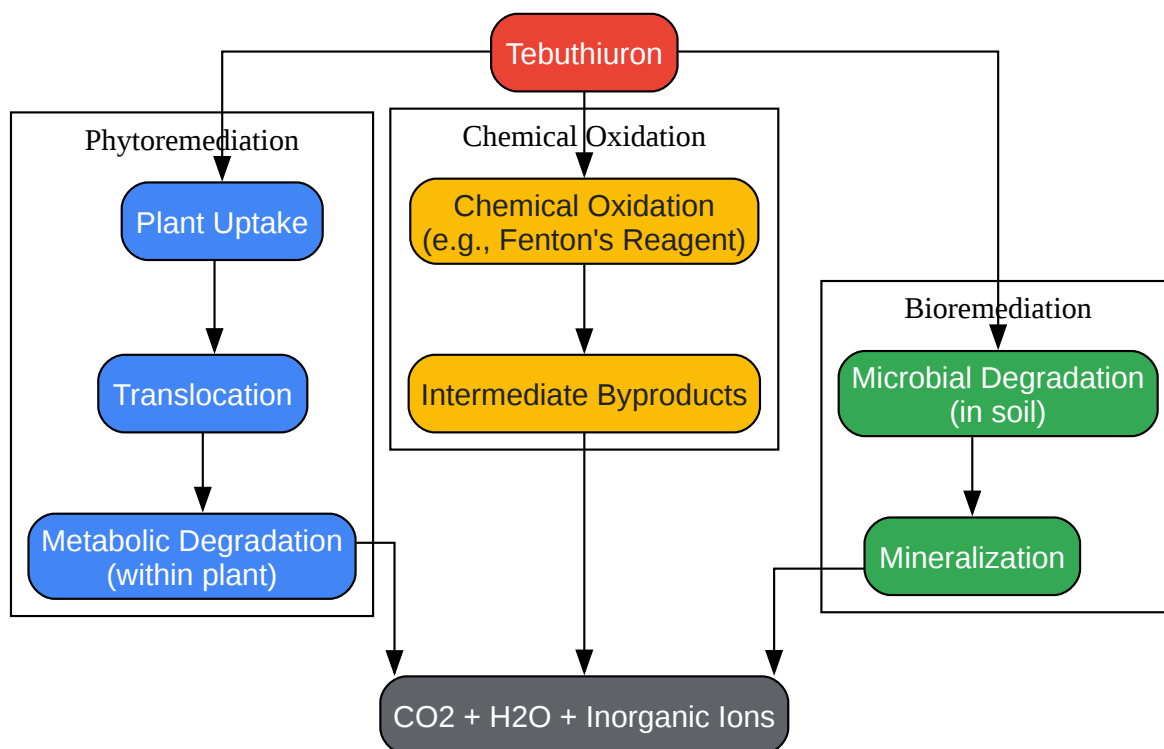 Tebuthiuron
Phytoremediation
Plant Uptake
Translocation
Metabolic Degradation
(within plant)
Chemical Oxidation
Chemical Oxidation
(e.g., Fenton's Reagent)
Intermediate Byproducts
Bioremediation
Microbial Degradation
(in soil)
Mineralization
CO2 + H2O + Inorganic Ions